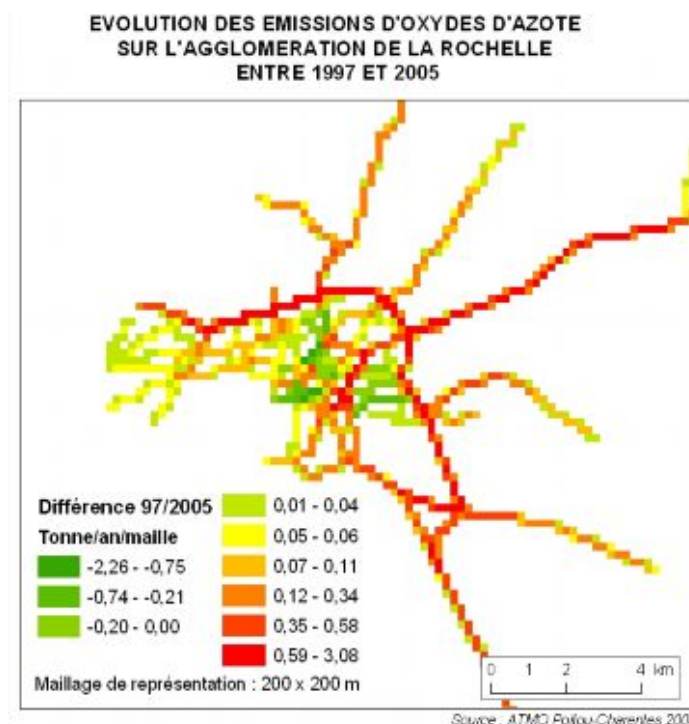 EVOLUTION DES EMISSIONS D'OXYDES D'AZOTE
SUR L'AGGLOMERATION DE LA ROCHELLE
ENTRE 1997 ET 2005
Différence 97/2005
Tonne/an/maille
-2,26 - -0,75
-0,74 - -0,21
-0,20 - 0,00
0,01 - 0,04
0,05 - 0,06
0,07 - 0,11
0,12 - 0,34
0,35 - 0,58
0,59 - 3,08
Maillage de représentation : 200 x 200 m
0 1 2 4 km
Source : ATMO Poitou-Charentes 200